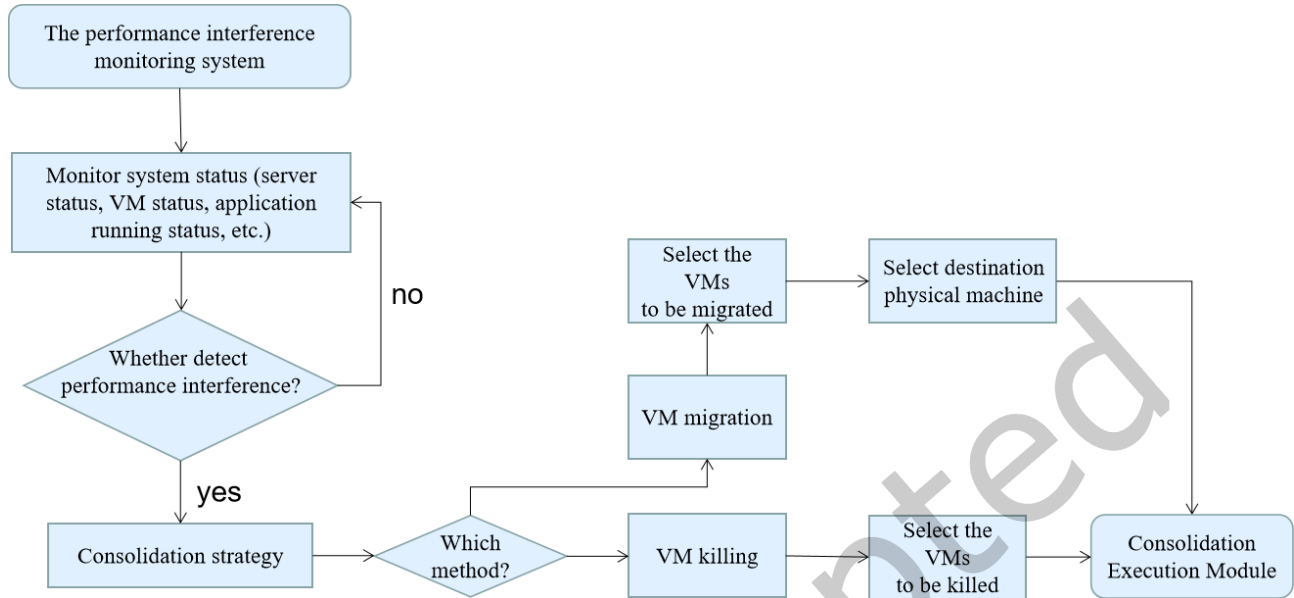 The performance interference
monitoring system
Monitor system status (server
status, VM status, application
running status, etc.)
no
Whether detect
performance interference?
yes
Consolidation strategy
Which
method?
VM migration
Select the
VMs
to be migrated
Select destination
physical machine
VM killing
Select the
VMs
to be killed
Consolidation
Execution Module